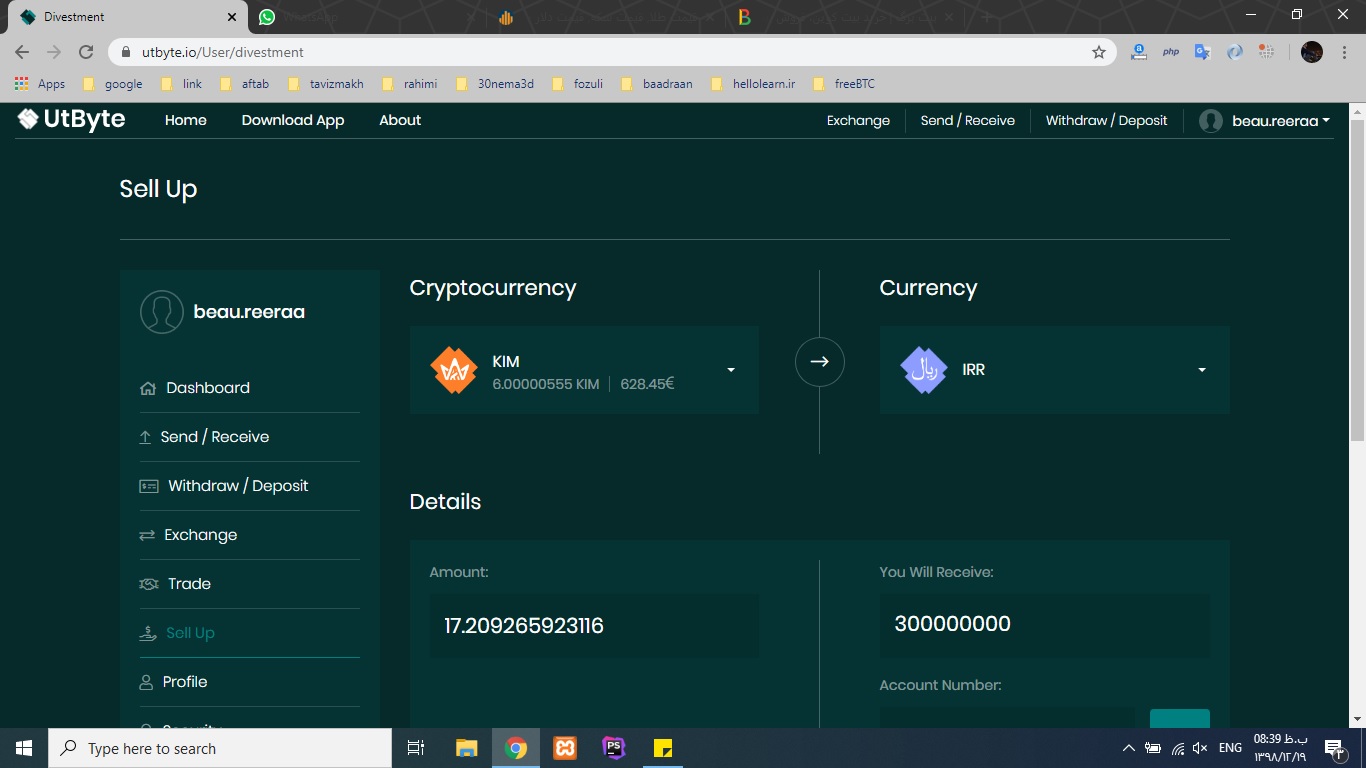 Divestment
WhatsApp
utbyte.io/User/divestment
php
Apps google link aftab tavizmakh rahimi 30nema3d fozuli baadraan hellolearn.ir freeBTC
UtByte Home Download App About Exchange Send / Receive Withdraw / Deposit beau.reeraa
Sell Up
beau.reeraa
Dashboard
Send / Receive
Withdraw / Deposit
Exchange
Trade
Sell Up
Profile
Security
Cryptocurrency
KIM
6.00000555 KIM 628.45€
Currency
ریال
IRR
Details
Amount:
17.209265923116
You Will Receive:
300000000
Account Number:
Type here to search
PS
ENG
08:39 ب.ظ
۱۳۹۸/۱۲/۱۹
۳